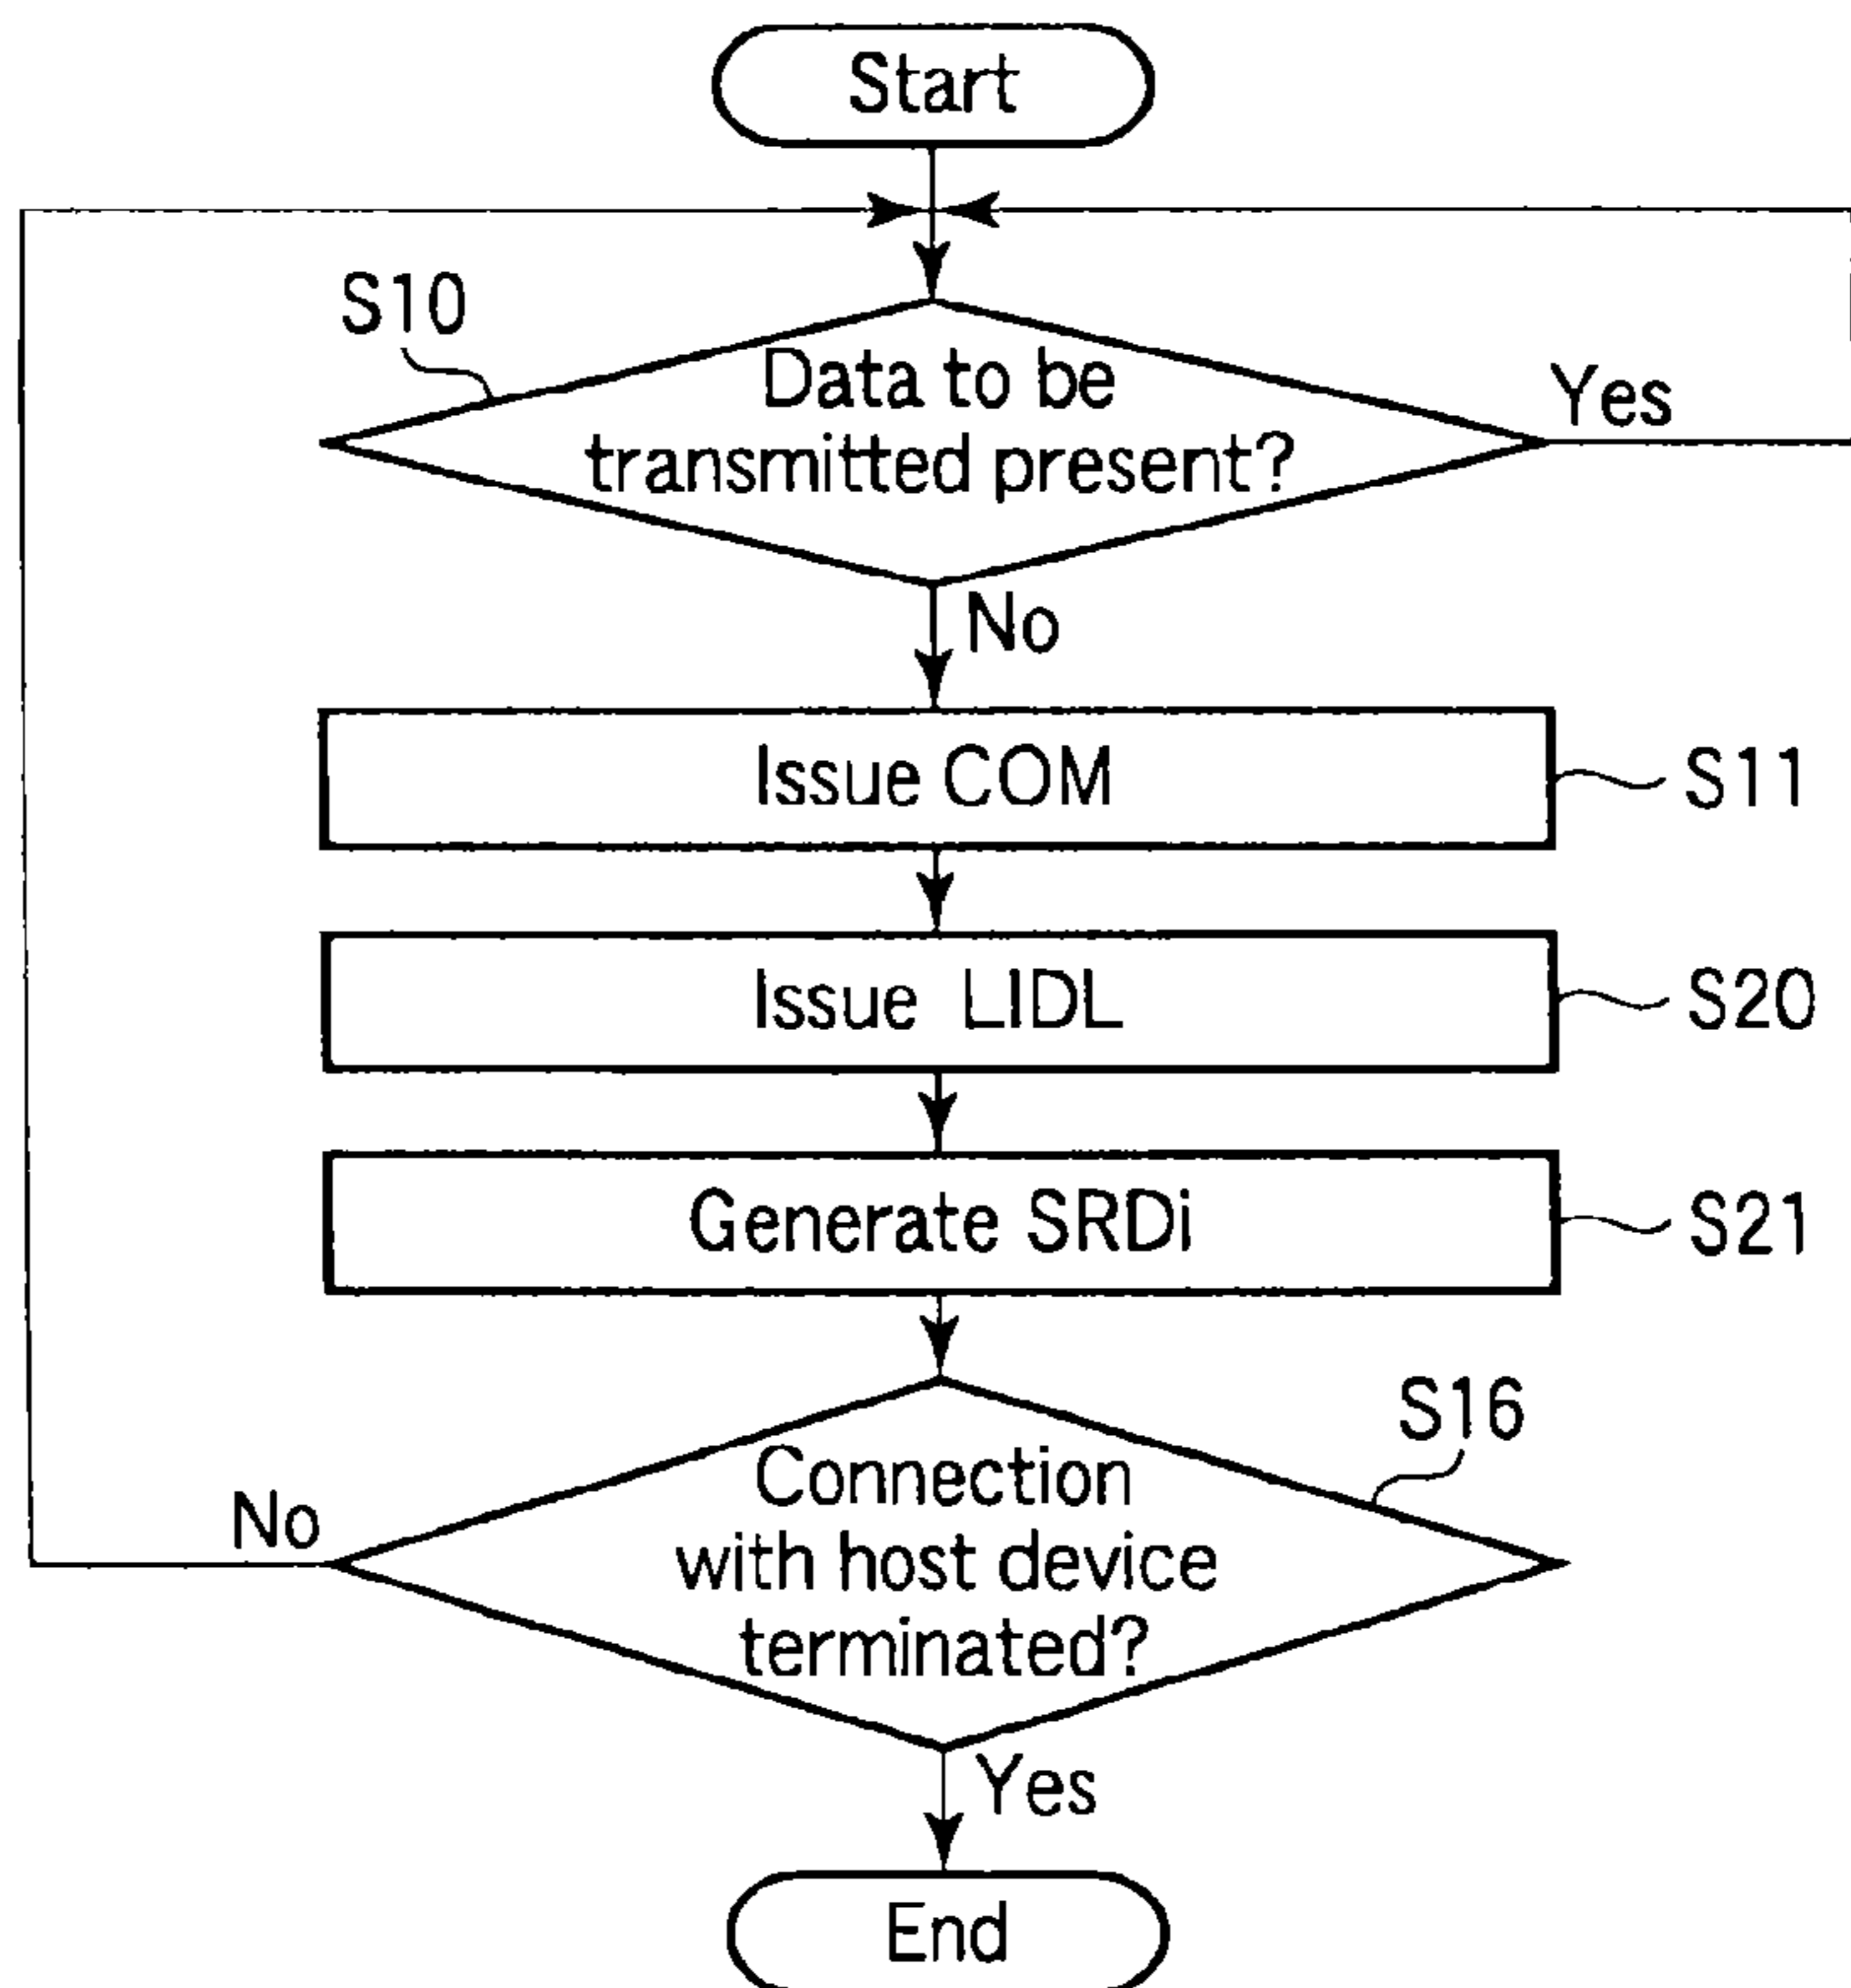 Start
S10
Data to be
transmitted present?
Yes
No
Issue COM
S11
Issue LIDL
S20
Generate SRDi
S21
S16
Connection
with host device
terminated?
No
Yes
End